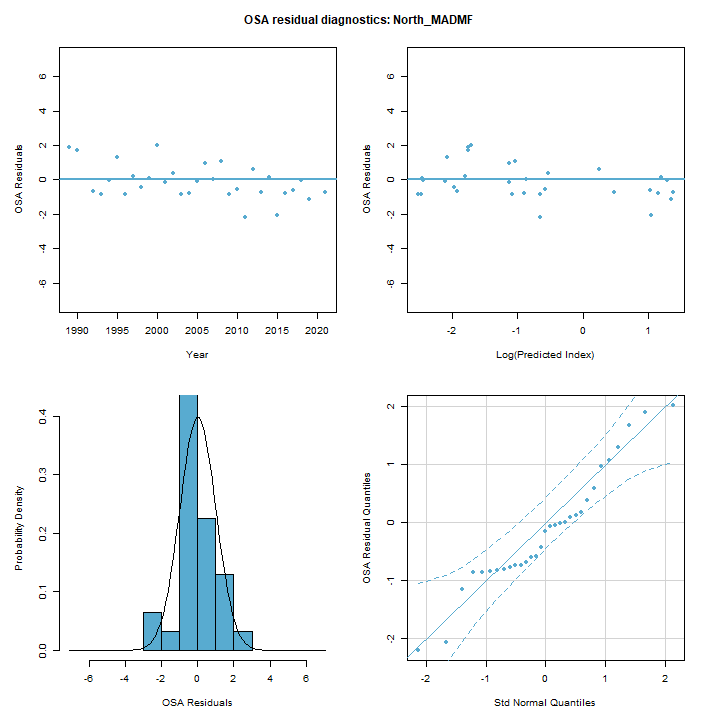 OSA residual diagnostics: North_MADMF
OSA Residuals
6
4
2
0
-2
-4
-6
1990 1995 2000 2005 2010 2015 2020
Year
OSA Residuals
6
4
2
0
-2
-4
-6
-2 -1 0 1
Log(Predicted Index)
Probability Density
0.4
0.3
0.2
0.1
0.0
-6 -4 -2 0 2 4 6
OSA Residuals
OSA Residual Quantiles
2
1
0
-1
-2
-2 -1 0 1 2
Std Normal Quantiles